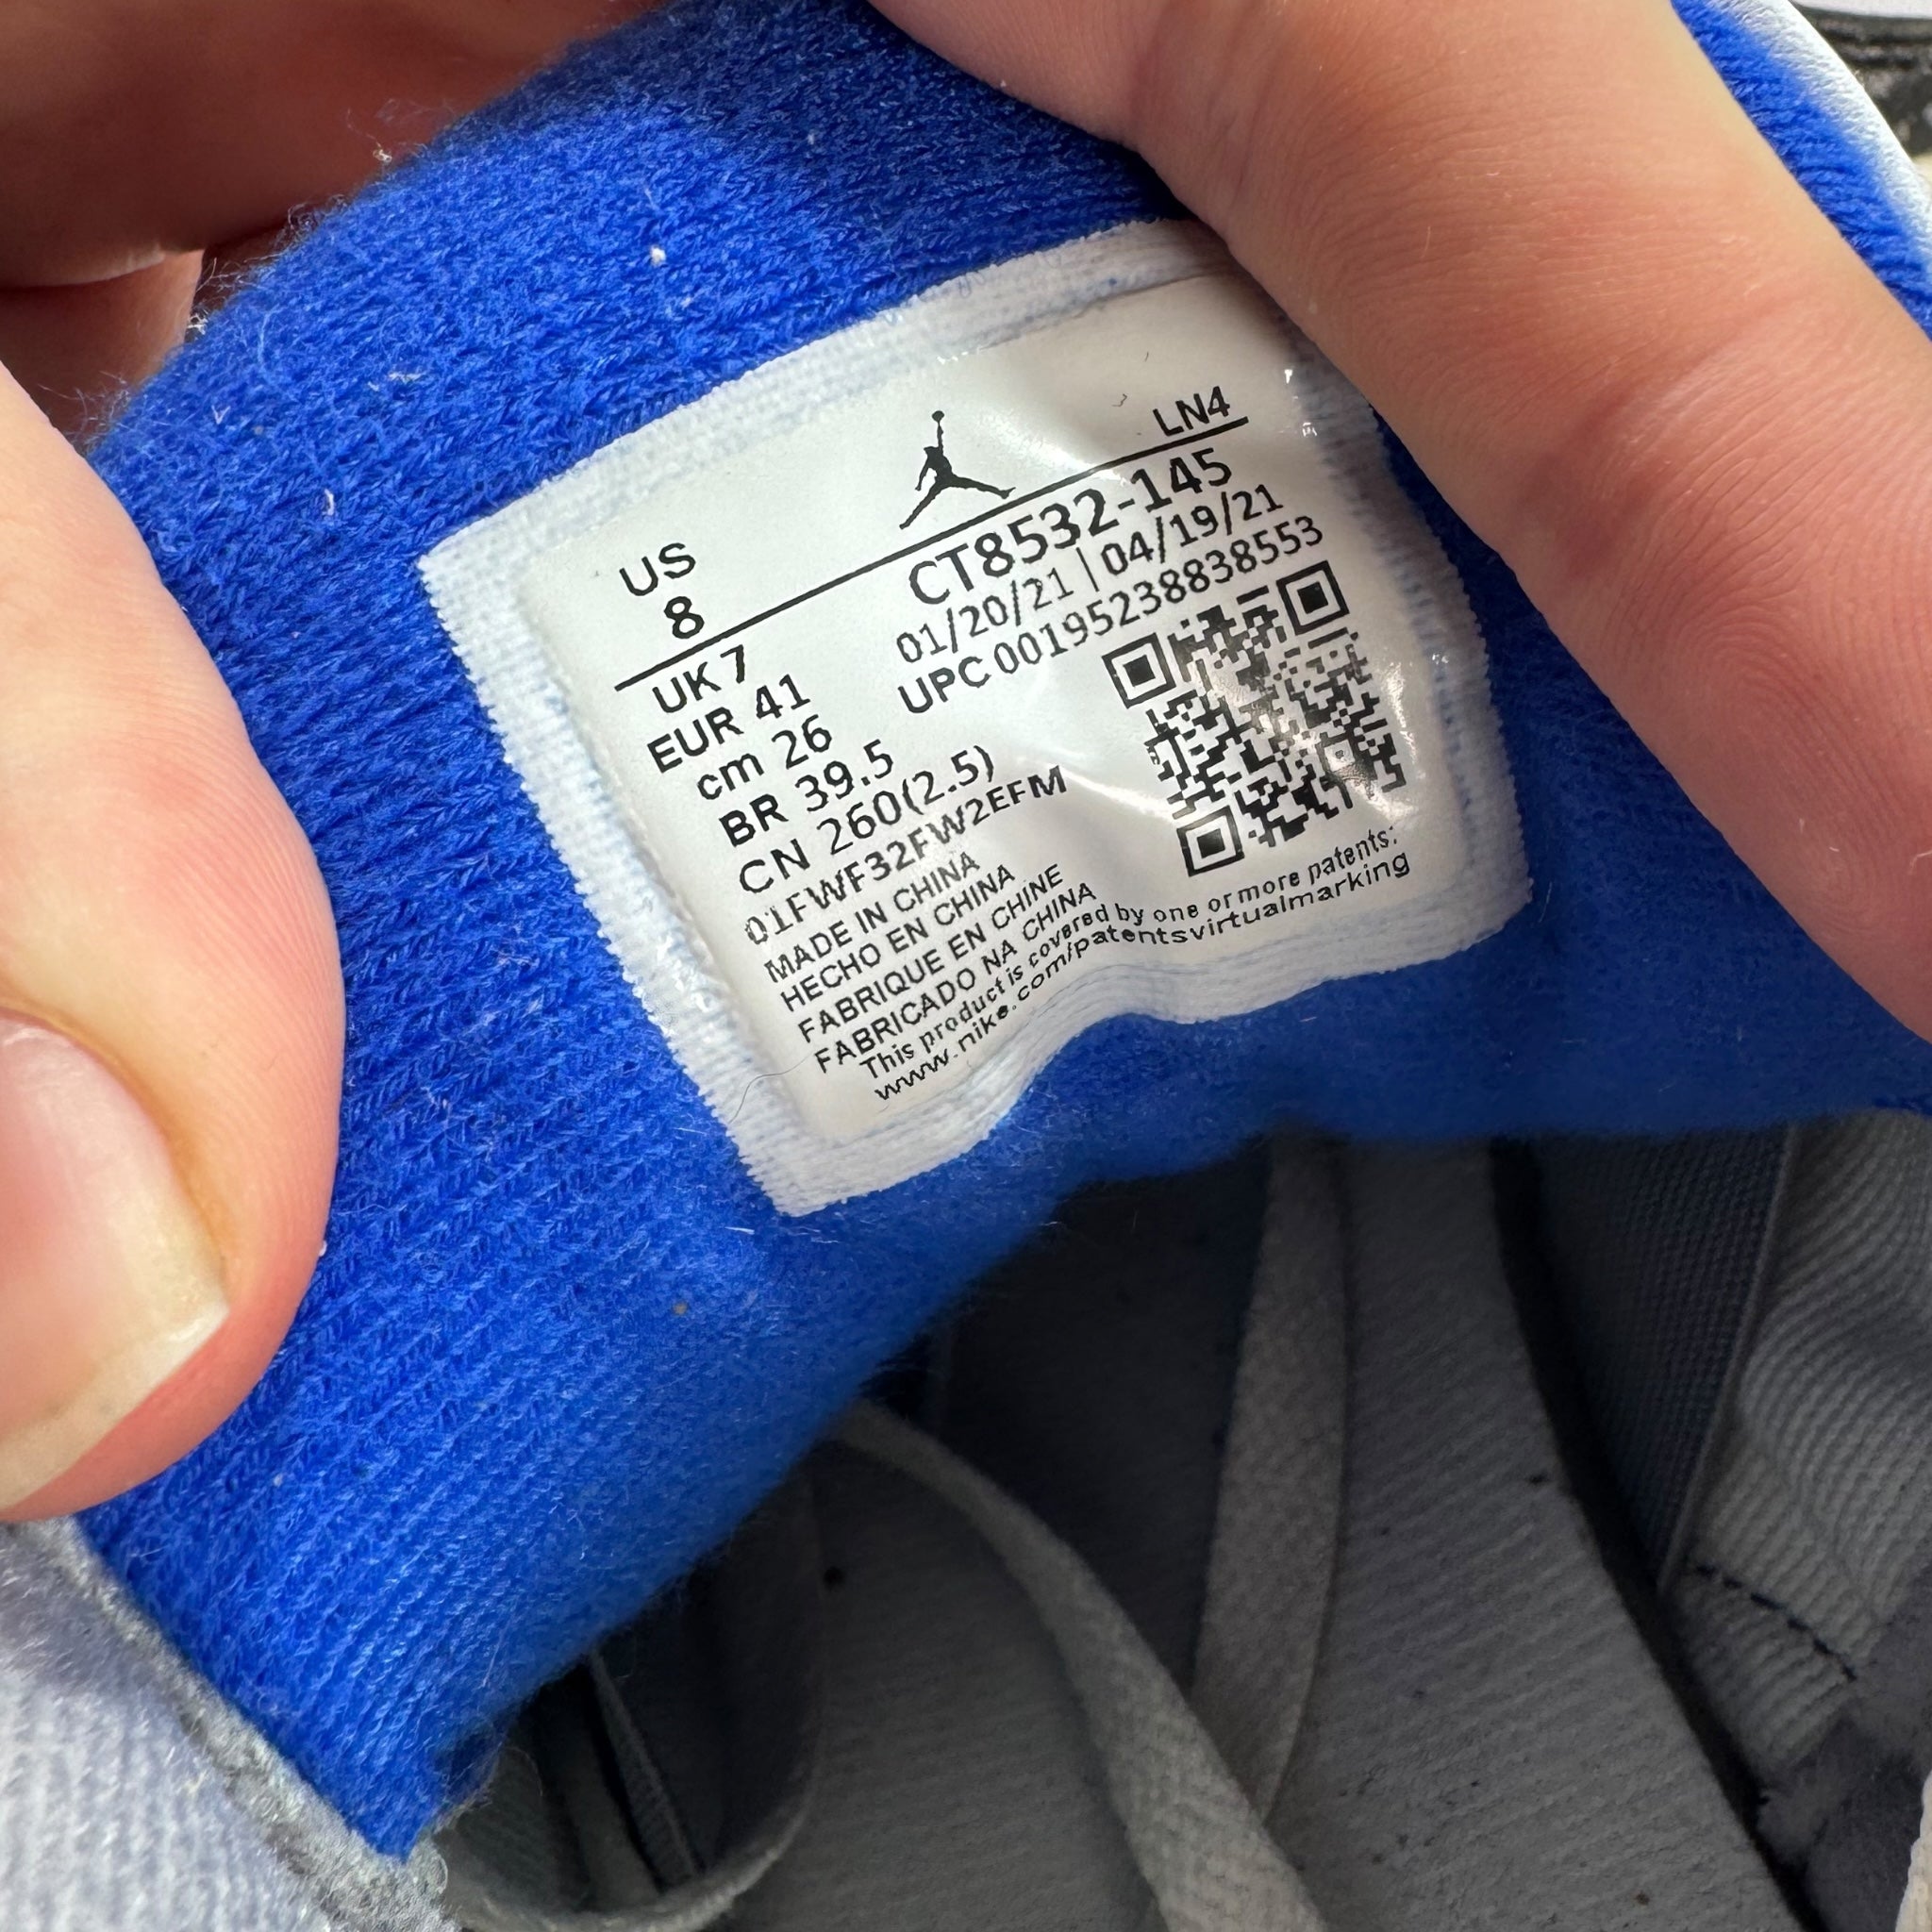 LN4
US
8
CT8532-145
01/20/21 | 04/19/21
UPC 00195238838553
UK 7
EUR 41
cm 26
BR 39.5
CN 260(2.5)
01FWF32FW2EFM
MADE IN CHINA
HECHO EN CHINA
FABRIQUE EN CHINE
FABRICADO NA CHINA
This product is covered by one or more patents:
www.nike.com/patentsvirtualmarking